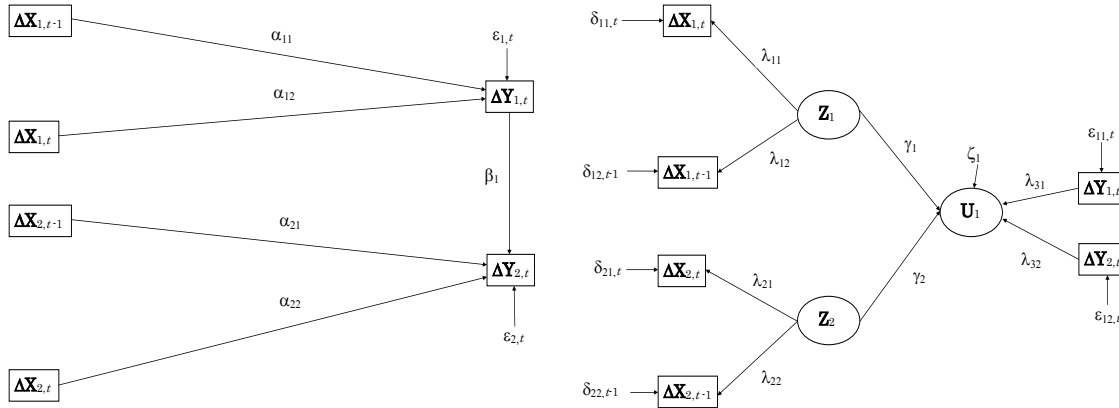 ΔX1,t-1
α11
ε1,t
ΔY1,t
α12
ΔX1,t
β1
ΔX2,t-1
α21
ΔY2,t
α22
ε2,t
ΔX2,t
δ11,t
ΔX1,t
λ11
Z1
λ12
δ12,t-1
ΔX1,t-1
γ1
ζ1
ε11,t
λ31
ΔY1,t
U1
ΔY2,t
λ32
δ21,t
ΔX2,t
λ21
γ2
Z2
ε12,t
λ22
δ22,t-1
ΔX2,t-1